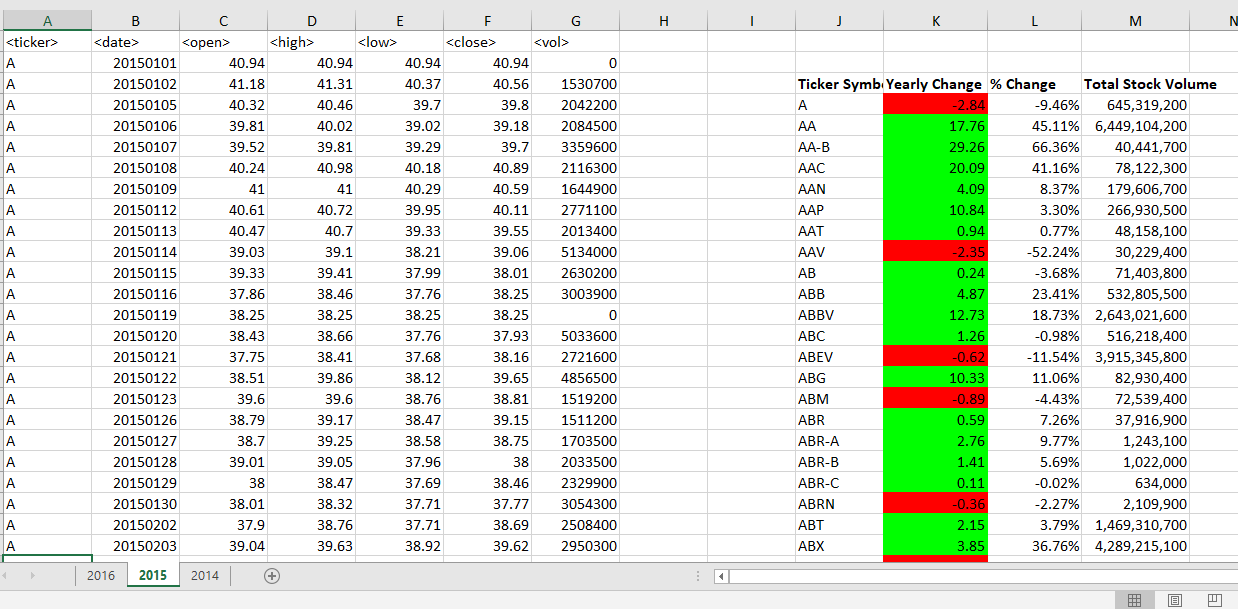 A B C D E F G H I J K L M N
<ticker> <date> <open> <high> <low> <close> <vol>
A 20150101 40.94 40.94 40.94 40.94 0
A 20150102 41.18 41.31 40.37 40.56 1530700 Ticker Symb Yearly Change % Change Total Stock Volume
A 20150105 40.32 40.46 39.7 39.8 2042200 A -2.84 -9.46% 645,319,200
A 20150106 39.81 40.02 39.02 39.18 2084500 AA 17.76 45.11% 6,449,104,200
A 20150107 39.52 39.81 39.29 39.7 3359600 AA-B 29.26 66.36% 40,441,700
A 20150108 40.24 40.98 40.18 40.89 2116300 AAC 20.09 41.16% 78,122,300
A 20150109 41 41 40.29 40.59 1644900 AAN 4.09 8.37% 179,606,700
A 20150112 40.61 40.72 39.95 40.11 2771100 AAP 10.84 3.30% 266,930,500
A 20150113 40.47 40.7 39.33 39.55 2013400 AAT 0.94 0.77% 48,158,100
A 20150114 39.03 39.1 38.21 39.06 5134000 AAV -2.35 -52.24% 30,229,400
A 20150115 39.33 39.41 37.99 38.01 2630200 AB 0.24 -3.68% 71,403,800
A 20150116 37.86 38.46 37.76 38.25 3003900 ABB 4.87 23.41% 532,805,500
A 20150119 38.25 38.25 38.25 38.25 0 ABBV 12.73 18.73% 2,643,021,600
A 20150120 38.43 38.66 37.76 37.93 5033600 ABC 1.26 -0.98% 516,218,400
A 20150121 37.75 38.41 37.68 38.16 2721600 ABEV -0.62 -11.54% 3,915,345,800
A 20150122 38.51 39.86 38.12 39.65 4856500 ABG 10.33 11.06% 82,930,400
A 20150123 39.6 39.6 38.76 38.81 1519200 ABM -0.89 -4.43% 72,539,400
A 20150126 38.79 39.17 38.47 39.15 1511200 ABR 0.59 7.26% 37,916,900
A 20150127 38.7 39.25 38.58 38.75 1703500 ABR-A 2.76 9.77% 1,243,100
A 20150128 39.01 39.05 37.96 38 2033500 ABR-B 1.41 5.69% 1,022,000
A 20150129 38 38.47 37.69 38.46 2329900 ABR-C 0.11 -0.02% 634,000
A 20150130 38.01 38.32 37.71 37.77 3054300 ABRN -0.36 -2.27% 2,109,900
A 20150202 37.9 38.76 37.71 38.69 2508400 ABT 2.15 3.79% 1,469,310,700
A 20150203 39.04 39.63 38.92 39.62 2950300 ABX 3.85 36.76% 4,289,215,100
2016 2015 2014